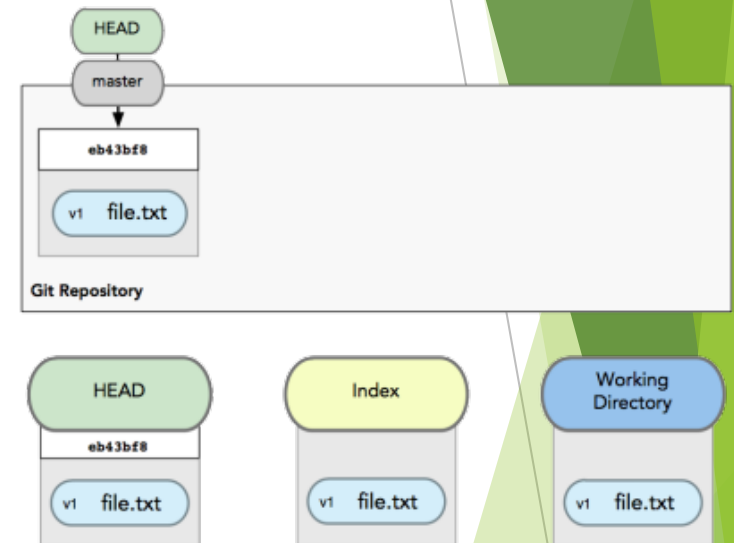 HEAD
master
eb43bf8
v1 file.txt
Git Repository
HEAD
Index
Working
Directory
eb43bf8
v1 file.txt
v1 file.txt
v1 file.txt